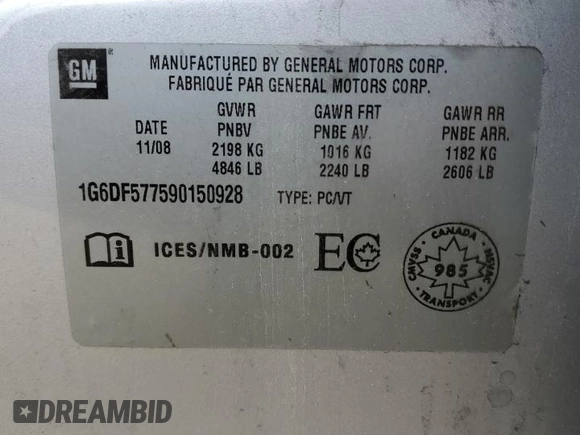 GM
MANUFACTURED BY GENERAL MOTORS CORP.
FABRIQUÉ PAR GENERAL MOTORS CORP.
GVWR GAWR FRT GAWR RR
DATE PNBV PNBE AV. PNBE ARR.
11/08 2198 KG 1016 KG 1182 KG
4846 LB 2240 LB 2606 LB
1G6DF577590150928 TYPE: PC/VT
ICES/NMB-002 EC
CANADA
CMVSS 985 NSVAC
TRANSPORT
DREAMBID